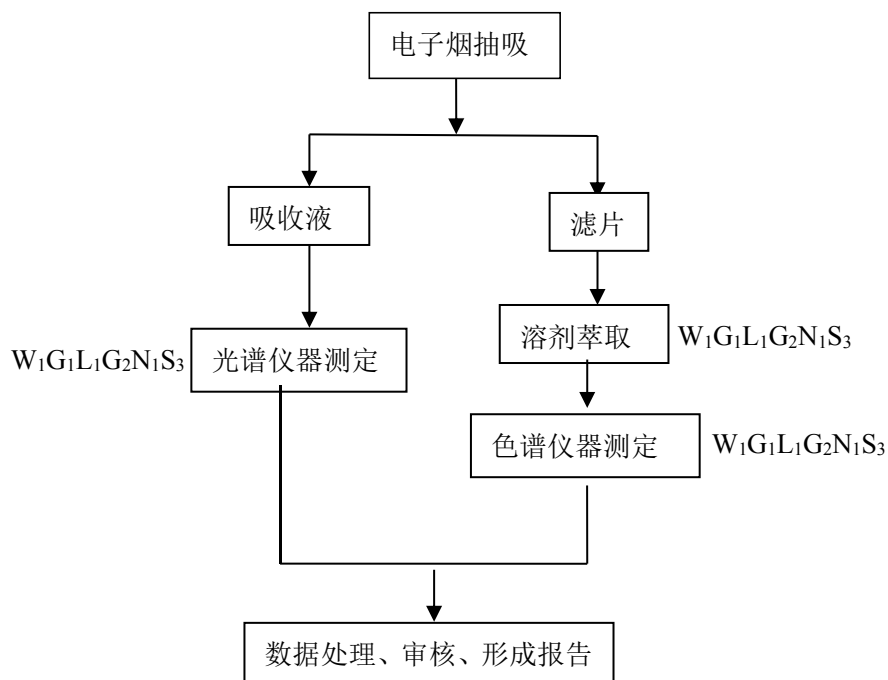 电子烟抽吸
吸收液
滤片
溶剂萃取 W₁G₁L₁G₂N₁S₃
W₁G₁L₁G₂N₁S₃ 光谱仪器测定
色谱仪器测定 W₁G₁L₁G₂N₁S₃
数据处理、审核、形成报告